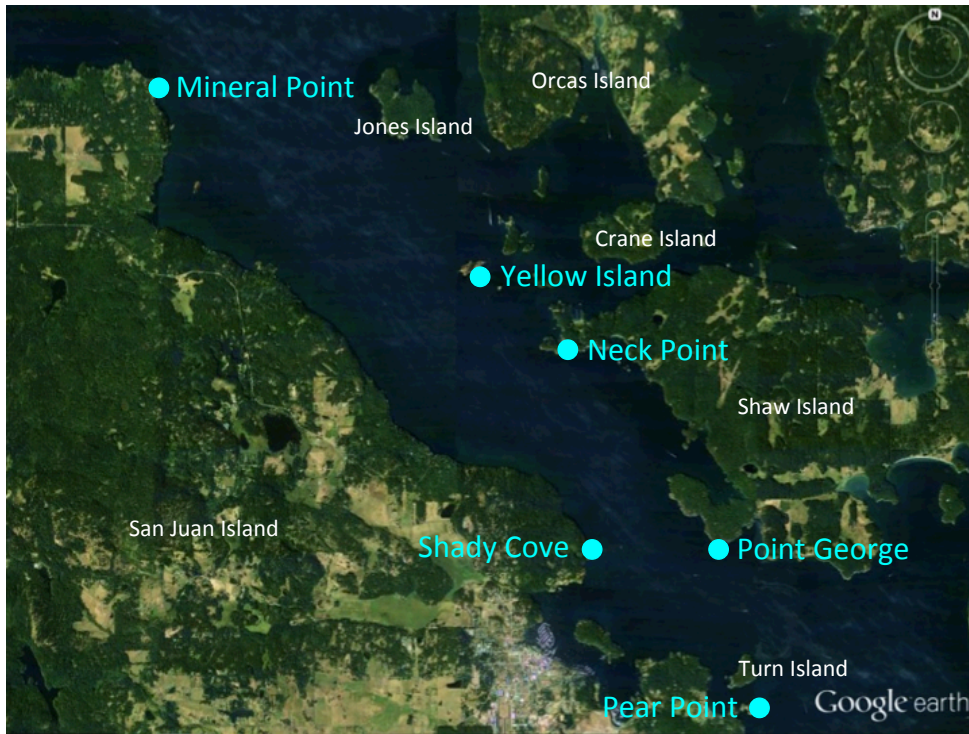 N
Orcas Island
Mineral Point
Jones Island
Crane Island
Yellow Island
Neck Point
Shaw Island
San Juan Island
Shady Cove
Point George
Turn Island
Pear Point
Google earth